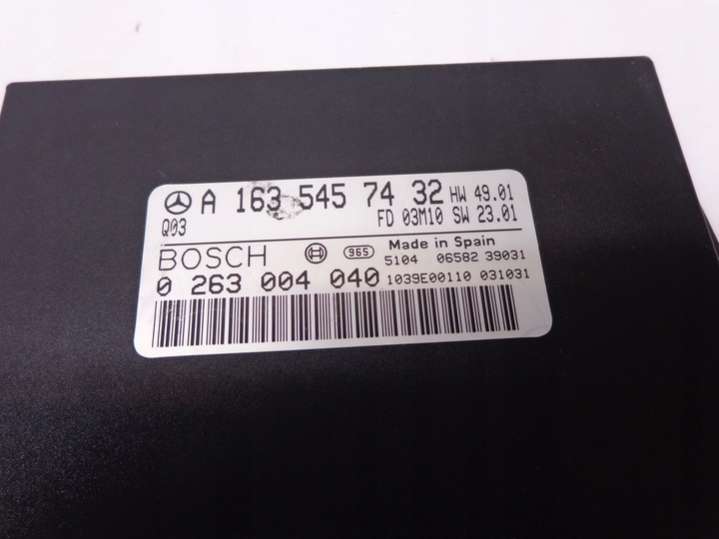 A 163 545 74 32 HW 49.01
Q03 FD 03M10 SW 23.01
BOSCH 965 Made in Spain
5104 06582 39031
0 263 004 040 1039E00110 031031